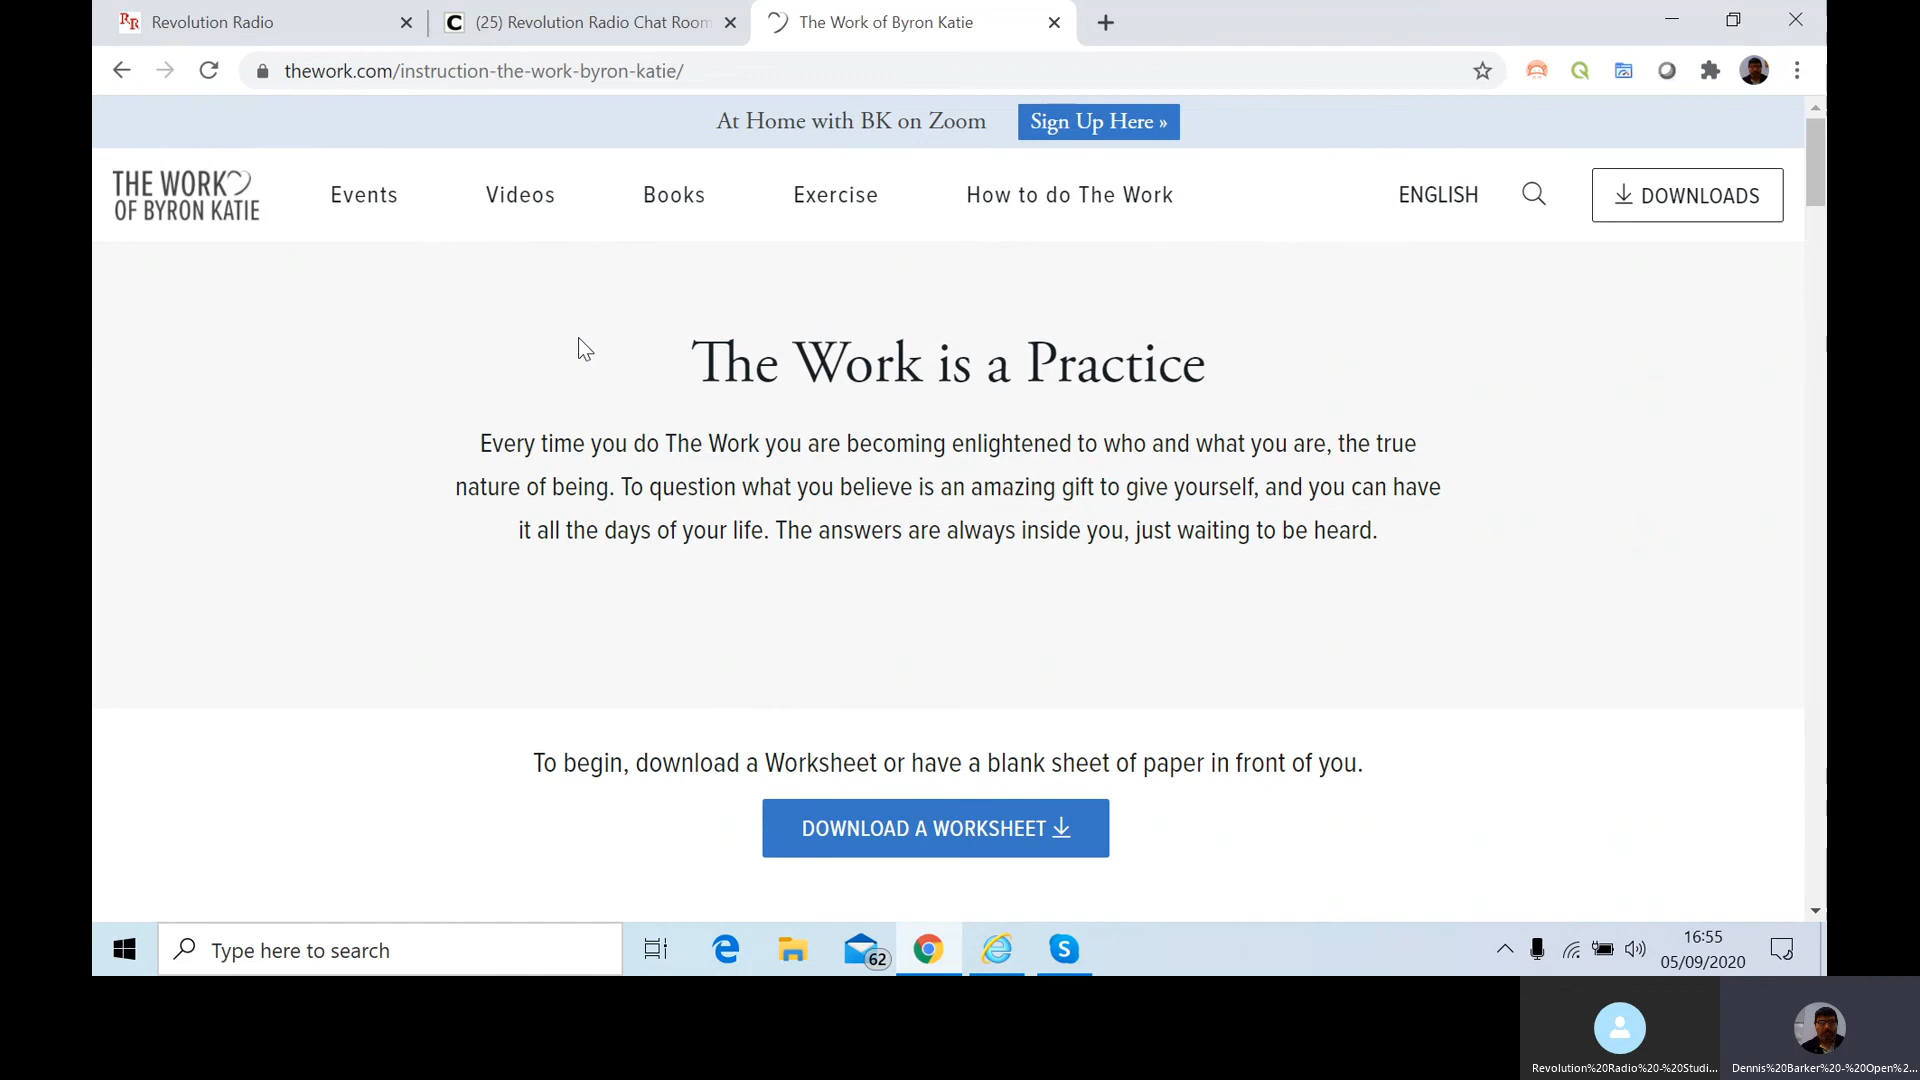 Revolution Radio
(25) Revolution Radio Chat Room
The Work of Byron Katie
thework.com/instruction-the-work-byron-katie/
At Home with BK on Zoom
Sign Up Here »
THE WORK
OF BYRON KATIE
Events
Videos
Books
Exercise
How to do The Work
ENGLISH
DOWNLOADS
The Work is a Practice
Every time you do The Work you are becoming enlightened to who and what you are, the true
nature of being. To question what you believe is an amazing gift to give yourself, and you can have
it all the days of your life. The answers are always inside you, just waiting to be heard.
To begin, download a Worksheet or have a blank sheet of paper in front of you.
DOWNLOAD A WORKSHEET
Type here to search
62
16:55
05/09/2020
Revolution%20Radio%20-%20Studi...
Dennis%20Barker%20-%20Open%2...